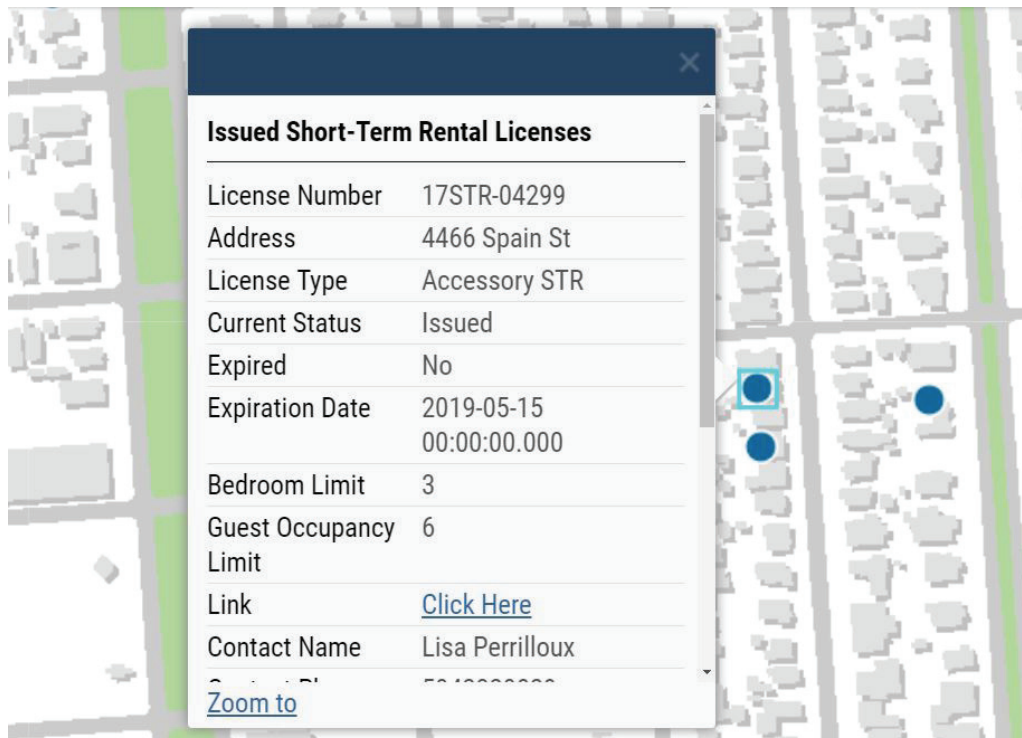 Issued Short-Term Rental Licenses
License Number 17STR-04299
Address 4466 Spain St
License Type Accessory STR
Current Status Issued
Expired No
Expiration Date 2019-05-15
00:00:00.000
Bedroom Limit 3
Guest Occupancy 6
Limit
Link Click Here
Contact Name Lisa Perrilloux
Zoom to